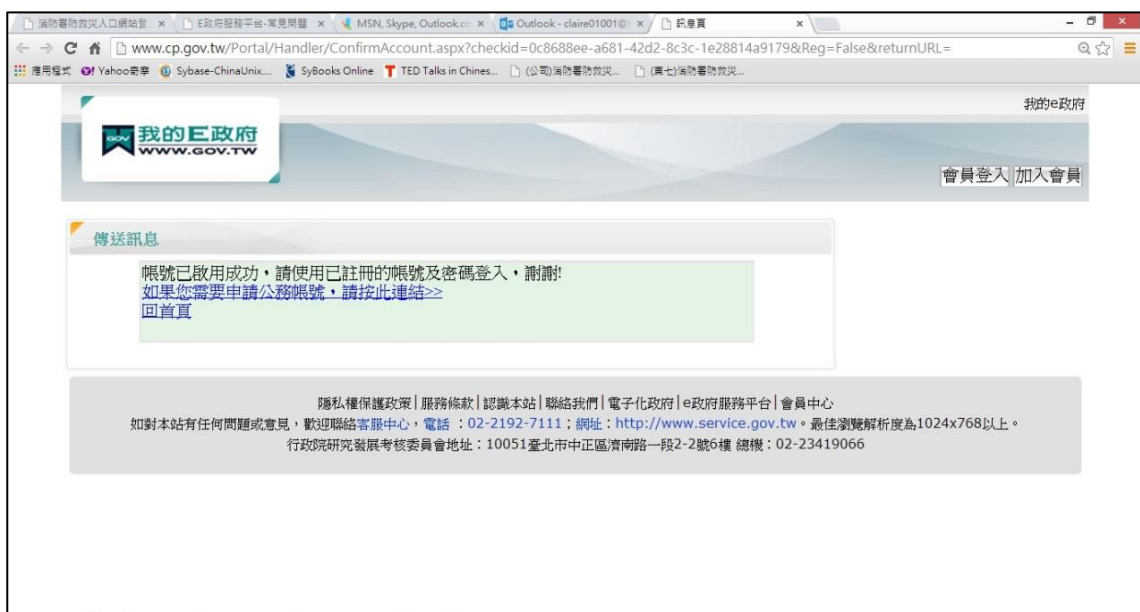 消防署防救災入口網站登
E政府服務平台-常見問題
MSN, Skype, Outlook.cc
Outlook - claire01001@
訊息頁
www.cp.gov.tw/Portal/Handler/ConfirmAccount.aspx?checkid=0c8688ee-a681-42d2-8c3c-1e28814a9179&Reg=False&returnURL=
應用程式 Yahoo奇摩 Sybase-ChinaUnix.... SyBooks Online TED Talks in Chines... (公司)消防署防救災... (東七)消防署防救災...
我的e政府
GOV 我的E政府
WWW.GOV.TW
會員登入 加入會員
傳送訊息
帳號已啟用成功，請使用已註冊的帳號及密碼登入，謝謝!
如果您需要申請公務帳號，請按此連結>>
回首頁
隱私權保護政策|服務條款|認識本站|聯絡我們|電子化政府|e政府服務平台|會員中心
如對本站有任何問題或意見，歡迎聯絡客服中心，電話 ：02-2192-7111；網址：http://www.service.gov.tw。最佳瀏覽解析度為1024x768以上。
行政院研究發展考核委員會地址：10051臺北市中正區濟南路一段2-2號6樓 總機：02-23419066